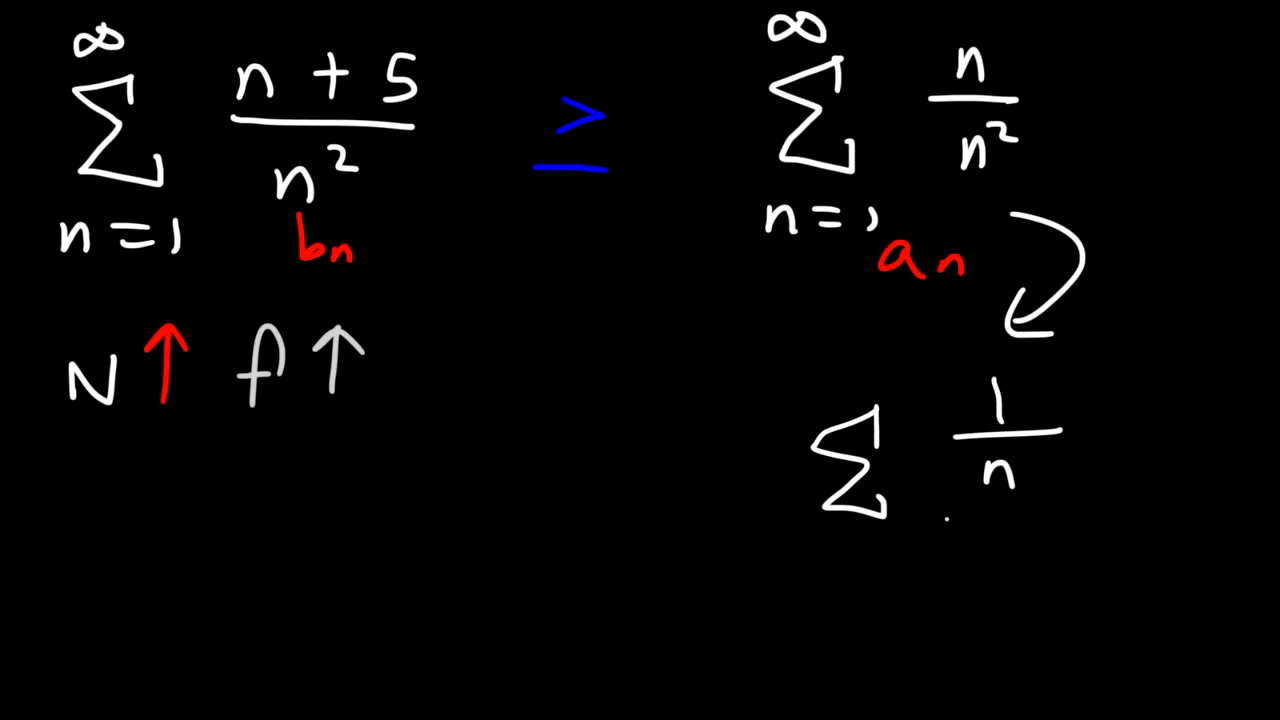 ∞ ∞
∑ n + 5 / n² ≥ ∑ n / n²
n = 1 bn n = 1 an
N ↑ f ↑
∑ 1 / n